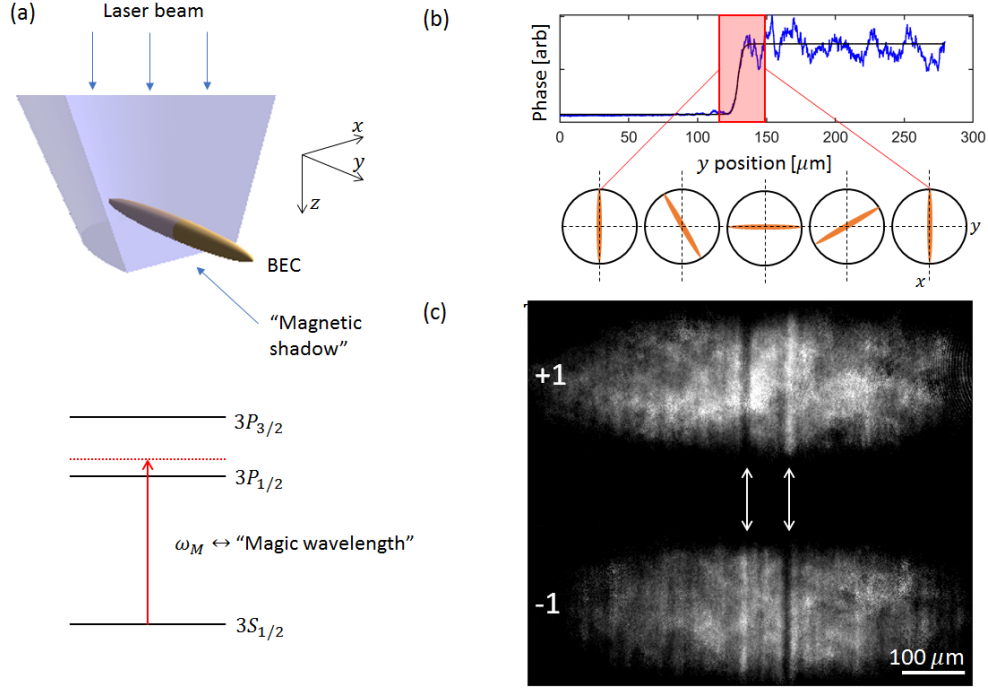 (a)
Laser beam
x
y
z
BEC
“Magnetic
shadow”
3P3/2
3P1/2
ωM ↔ “Magic wavelength”
3S1/2
(b)
Phase [arb]
0 50 100 150 200 250 300
y position [μm]
y
x
(c)
+1
-1
100 μm